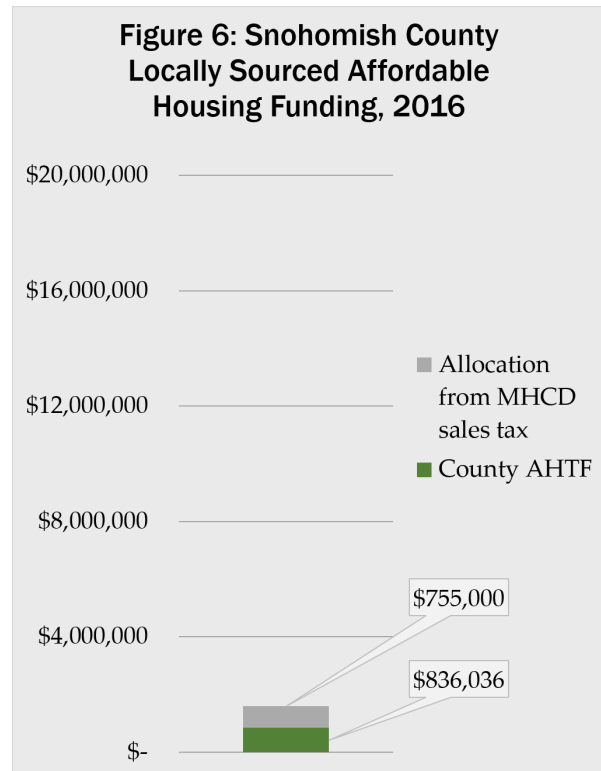 Figure 6: Snohomish County
Locally Sourced Affordable
Housing Funding, 2016
$20,000,000
$16,000,000
$12,000,000
$8,000,000
$4,000,000
$-
Allocation
from MHCD
sales tax
County AHTF
$755,000
$836,036